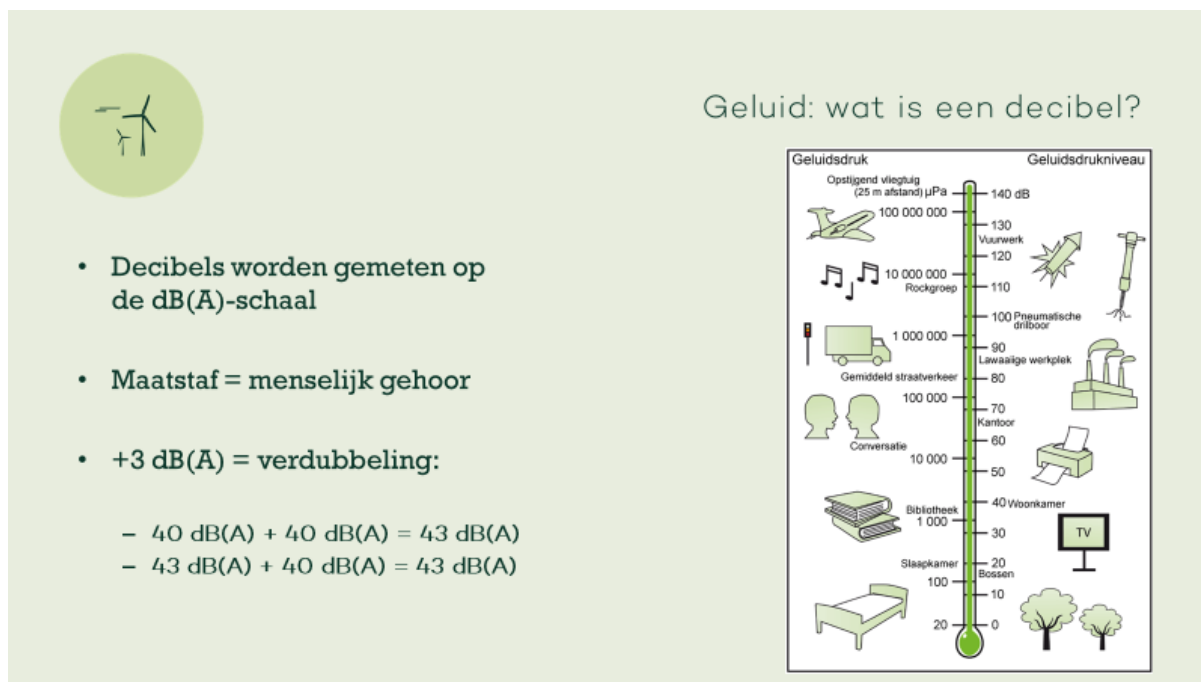 Geluid: wat is een decibel?
• Decibels worden gemeten op
de dB(A)-schaal
• Maatstaf = menselijk gehoor
• +3 dB(A) = verdubbeling:
– 40 dB(A) + 40 dB(A) = 43 dB(A)
– 43 dB(A) + 40 dB(A) = 43 dB(A)
Geluidsdruk
Geluidsdrukniveau
Opstijgend vliegtuig
(25 m afstand) µPa
140 dB
100 000 000
130
Vuurwerk
120
10 000 000
Rockgroep
110
100 Pneumatische
drilboor
1 000 000
90
Lawaaiige werkplek
Gemiddeld straatverkeer
80
100 000
70
Kantoor
Conversatie
60
10 000
50
40 Woonkamer
Bibliotheek
1 000
30
TV
Slaapkamer
20
Bossen
100
10
20
0